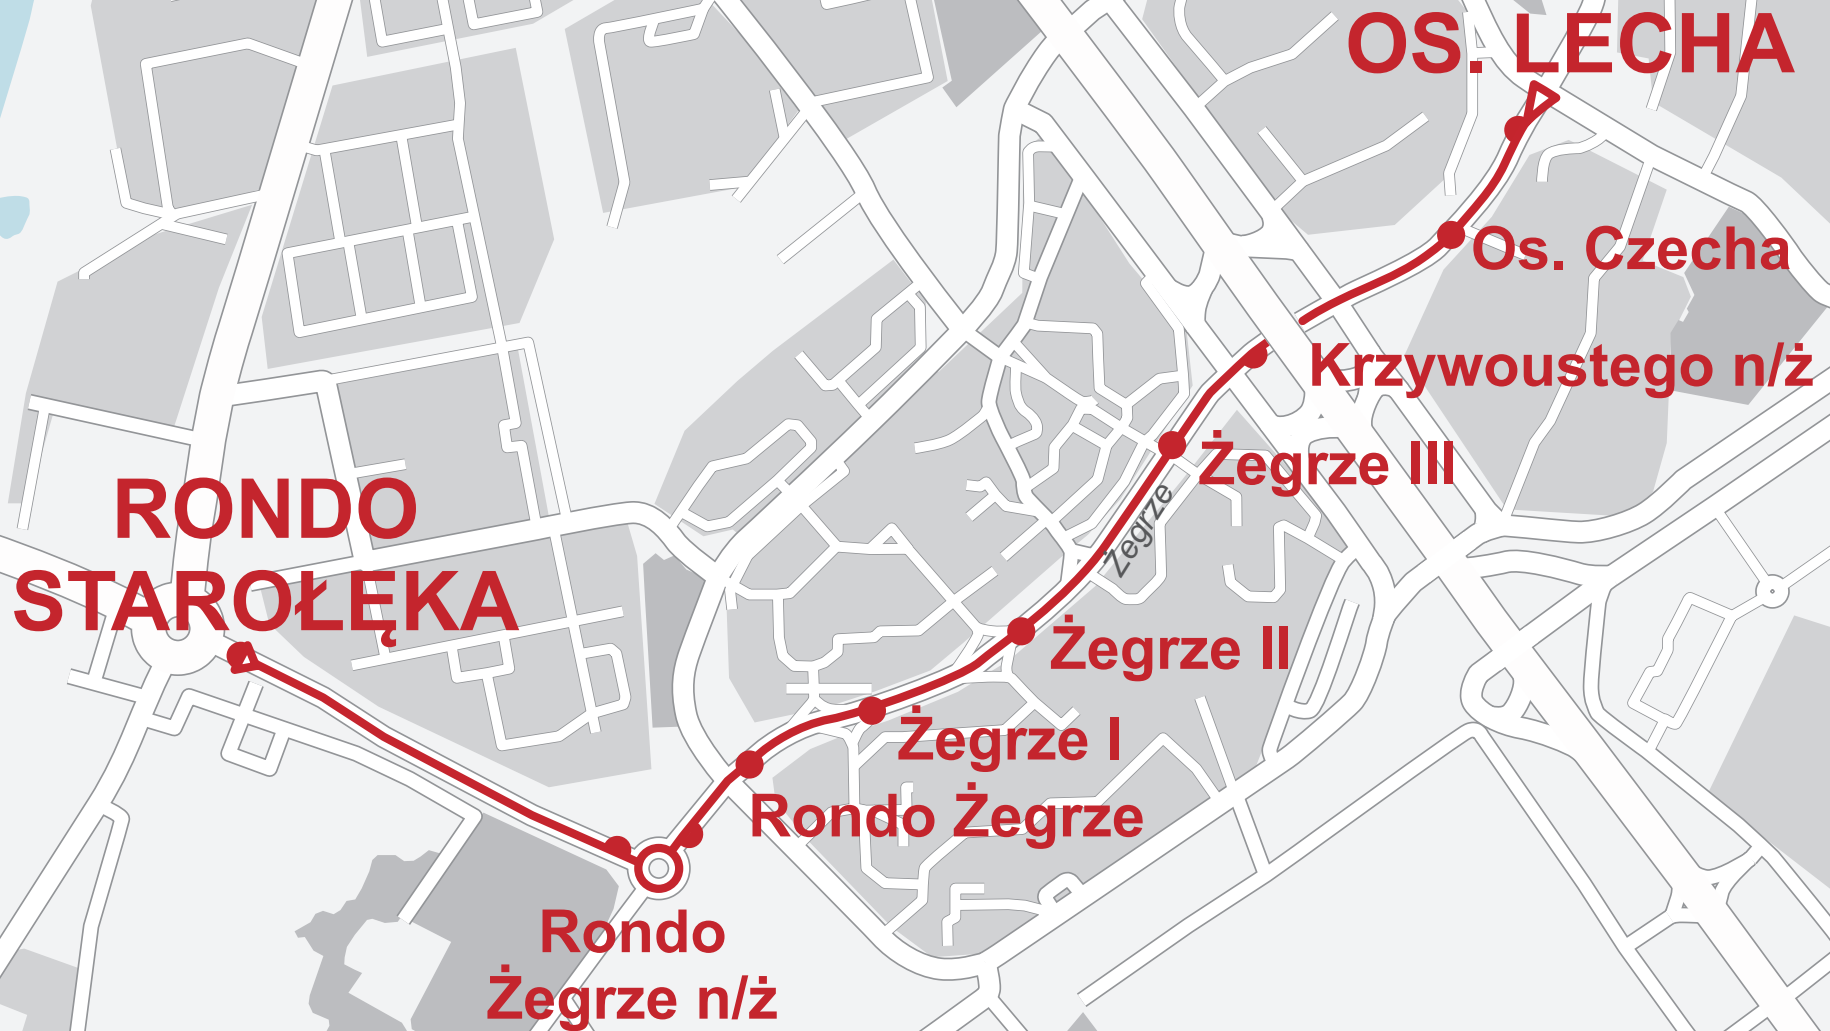 OS. LECHA
Os. Czecha
Krzywoustego n/ż
Żegrze III
Żegrze
RONDO
STAROŁĘKA
Żegrze II
Żegrze I
Rondo Żegrze
Rondo
Żegrze n/ż